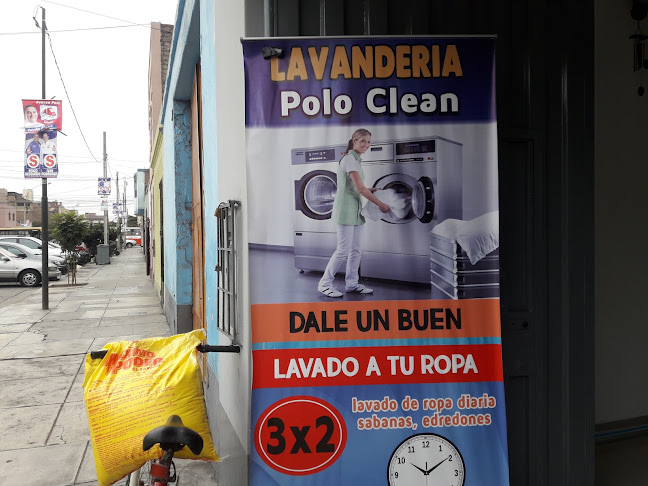 LAVANDERIA
Polo Clean
DALE UN BUEN
LAVADO A TU ROPA
3x2
lavado de ropa diaria
sabanas, edredones
S S